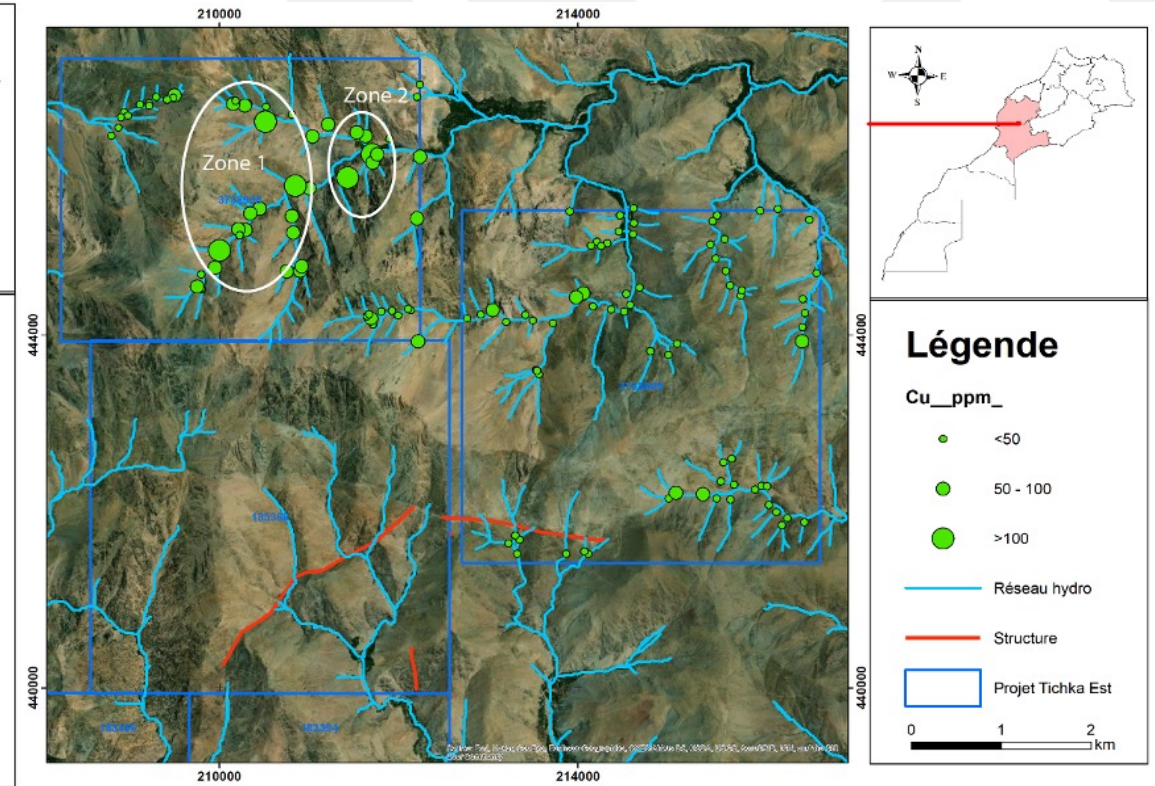 210000
214000
Zone 2
Zone 1
444000
444000
440000
440000
210000
214000
N
W
E
S
Légende
Cu__ppm_
<50
50 - 100
>100
Réseau hydro
Structure
Projet Tichka Est
0
1
2
km